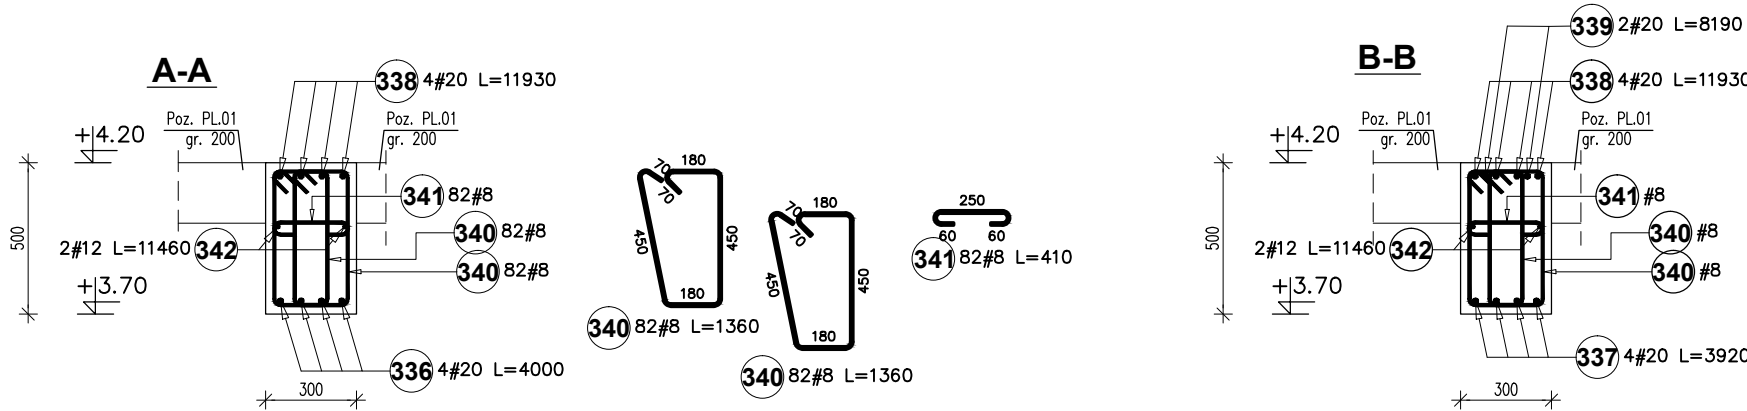 A-A
338 4#20 L=11930
Poz. PL.01
gr. 200
Poz. PL.01
gr. 200
+4.20
341 82#8
500
340 82#8
2#12 L=11460 342
340 82#8
+3.70
336 4#20 L=4000
300
70
70
180
450
450
180
340 82#8 L=1360
70
70
180
450
450
180
340 82#8 L=1360
250
60
60
341 82#8 L=410
B-B
339 2#20 L=8190
338 4#20 L=11930
Poz. PL.01
gr. 200
Poz. PL.01
gr. 200
+4.20
341 #8
500
340 #8
2#12 L=11460 342
340 #8
+3.70
337 4#20 L=3920
300